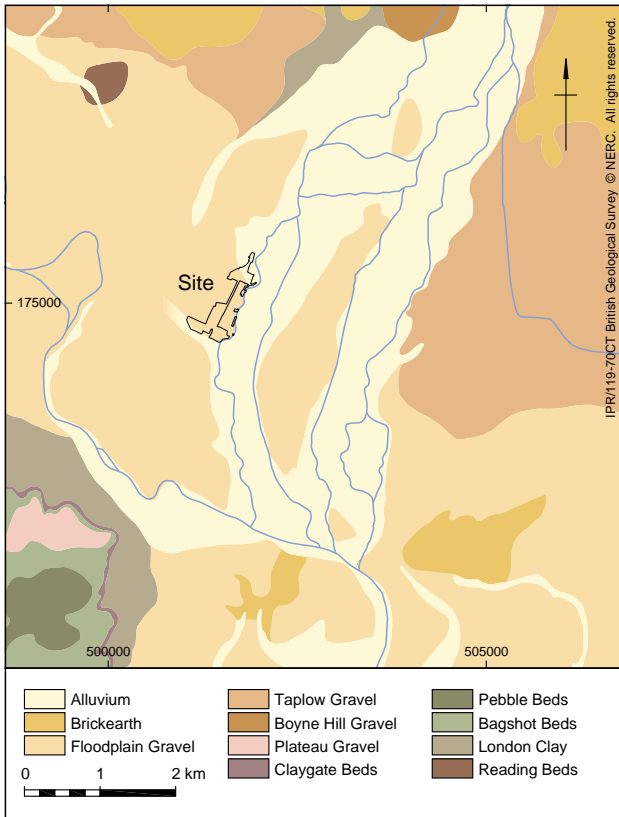 IPR/119-70CT British Geological Survey © NERC. All rights reserved.
Site
175000
500000
505000
Alluvium
Brickearth
Floodplain Gravel
Taplow Gravel
Boyne Hill Gravel
Plateau Gravel
Claygate Beds
Pebble Beds
Bagshot Beds
London Clay
Reading Beds
0 1 2 km